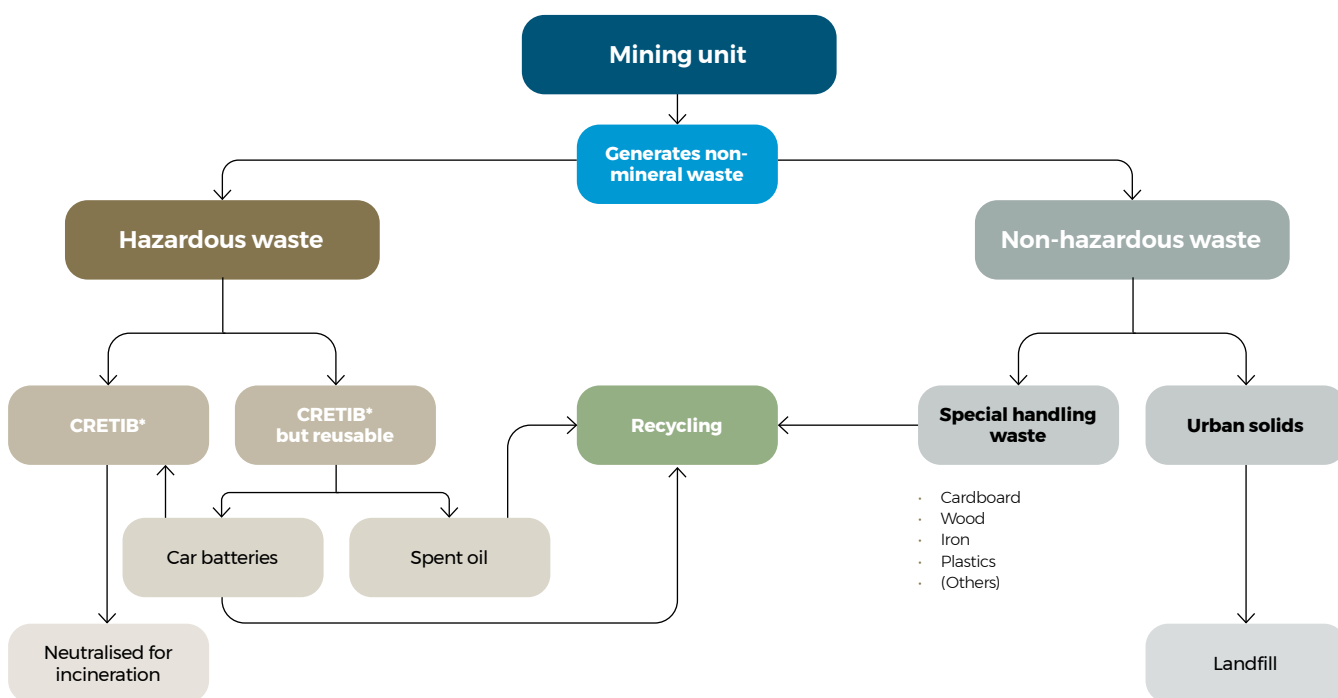 Mining unit
Generates non-
mineral waste
Hazardous waste
Non-hazardous waste
CRETIB*
CRETIB*
but reusable
Recycling
Special handling
waste
Urban solids
· Cardboard
· Wood
· Iron
· Plastics
· (Others)
Car batteries
Spent oil
Neutralised for
incineration
Landfill